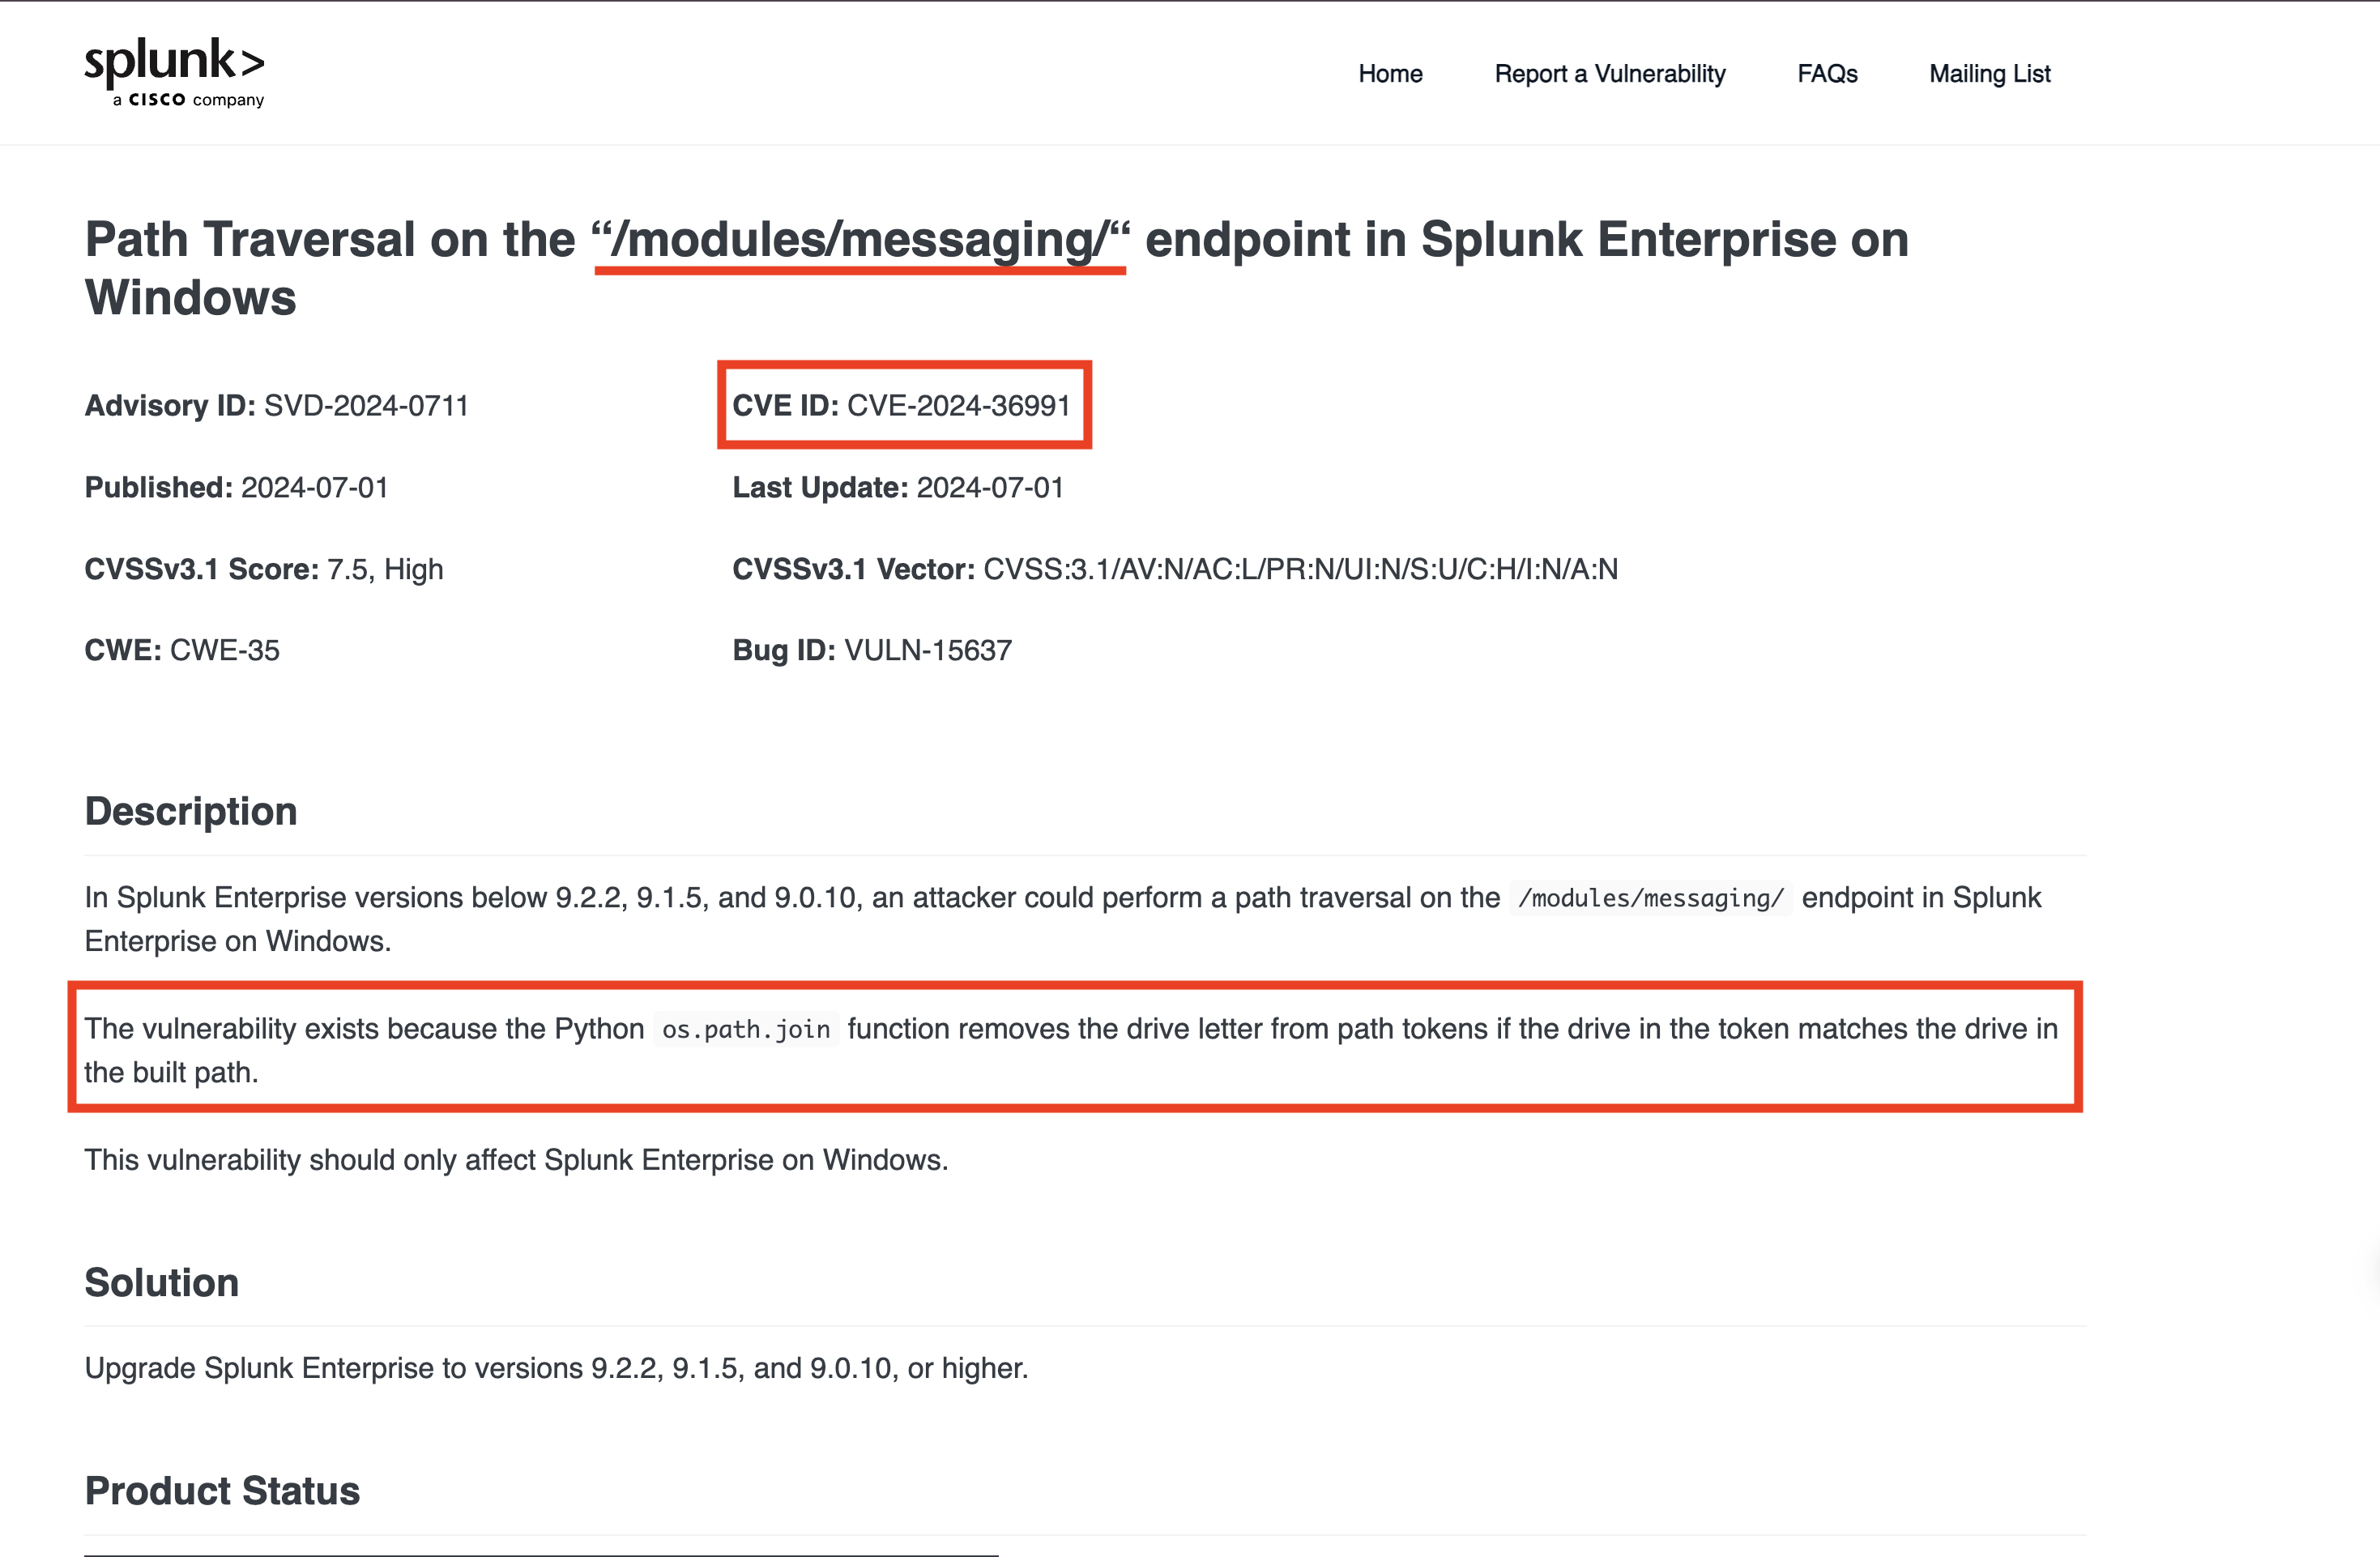 splunk>
a CISCO company
Home Report a Vulnerability FAQs Mailing List
Path Traversal on the “/modules/messaging/“ endpoint in Splunk Enterprise on
Windows
Advisory ID: SVD-2024-0711 CVE ID: CVE-2024-36991
Published: 2024-07-01 Last Update: 2024-07-01
CVSSv3.1 Score: 7.5, High CVSSv3.1 Vector: CVSS:3.1/AV:N/AC:L/PR:N/UI:N/S:U/C:H/I:N/A:N
CWE: CWE-35 Bug ID: VULN-15637
Description
In Splunk Enterprise versions below 9.2.2, 9.1.5, and 9.0.10, an attacker could perform a path traversal on the /modules/messaging/ endpoint in Splunk
Enterprise on Windows.
The vulnerability exists because the Python os.path.join function removes the drive letter from path tokens if the drive in the token matches the drive in
the built path.
This vulnerability should only affect Splunk Enterprise on Windows.
Solution
Upgrade Splunk Enterprise to versions 9.2.2, 9.1.5, and 9.0.10, or higher.
Product Status